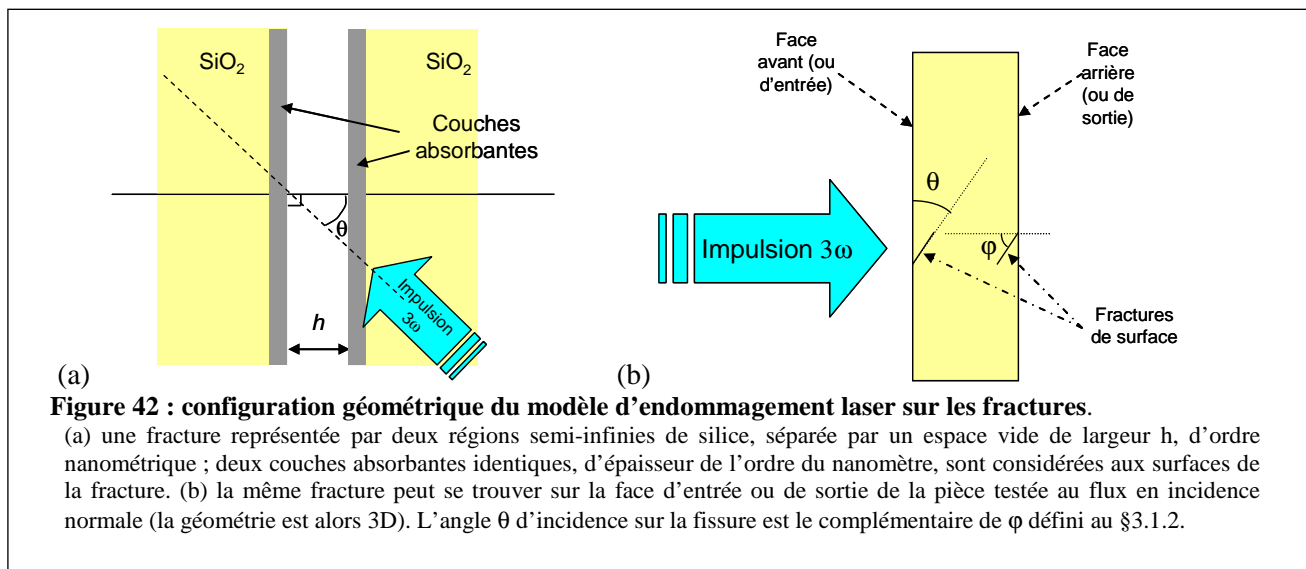 SiO2
SiO2
Couches
absorbantes
θ
Impulsion
3ω
h
(a)
Face
avant (ou
d'entrée)
Face
arrière
(ou de
sortie)
θ
Impulsion 3ω
φ
Fractures
de surface
(b)
Figure 42 : configuration géométrique du modèle d'endommagement laser sur les fractures.
(a) une fracture représentée par deux régions semi-infinies de silice, séparée par un espace vide de largeur h, d'ordre
nanométrique ; deux couches absorbantes identiques, d'épaisseur de l'ordre du nanomètre, sont considérées aux surfaces de
la fracture. (b) la même fracture peut se trouver sur la face d'entrée ou de sortie de la pièce testée au flux en incidence
normale (la géométrie est alors 3D). L'angle θ d'incidence sur la fissure est le complémentaire de φ défini au §3.1.2.